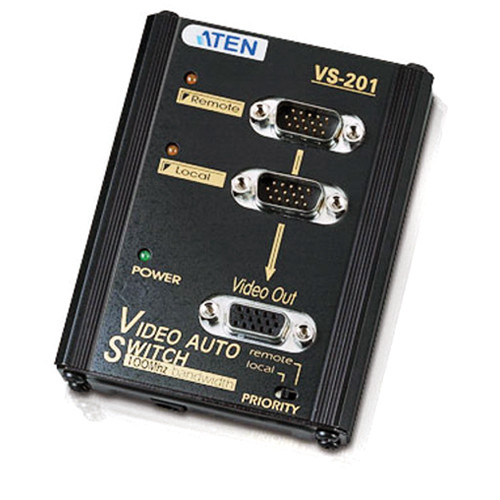 ATEN
VS-201
Remote
Local
POWER
Video Out
VIDEO AUTO
SWITCH
100Mhz bandwidth
remote
local
PRIORITY